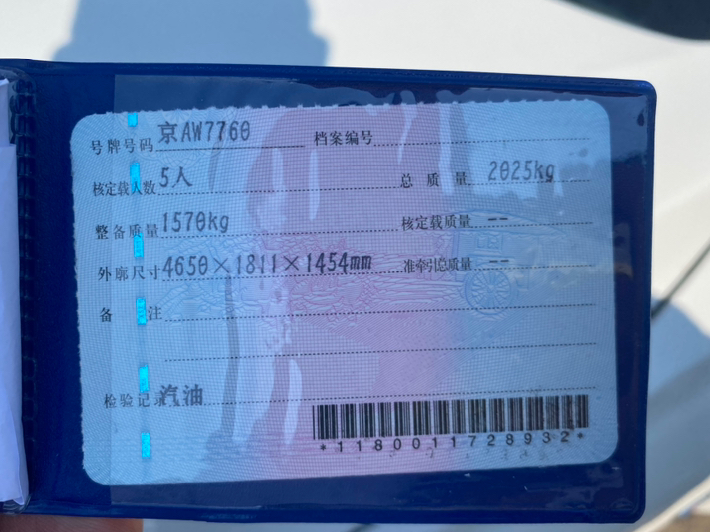 号牌号码 京AW7760 档案编号
核定载人数 5人 总质量 2025kg
整备质量 1570kg 核定载质量 --
外廓尺寸 4650×1811×1454mm 准牵引总质量 --
备注
检验记录 汽油
*1180011728932*